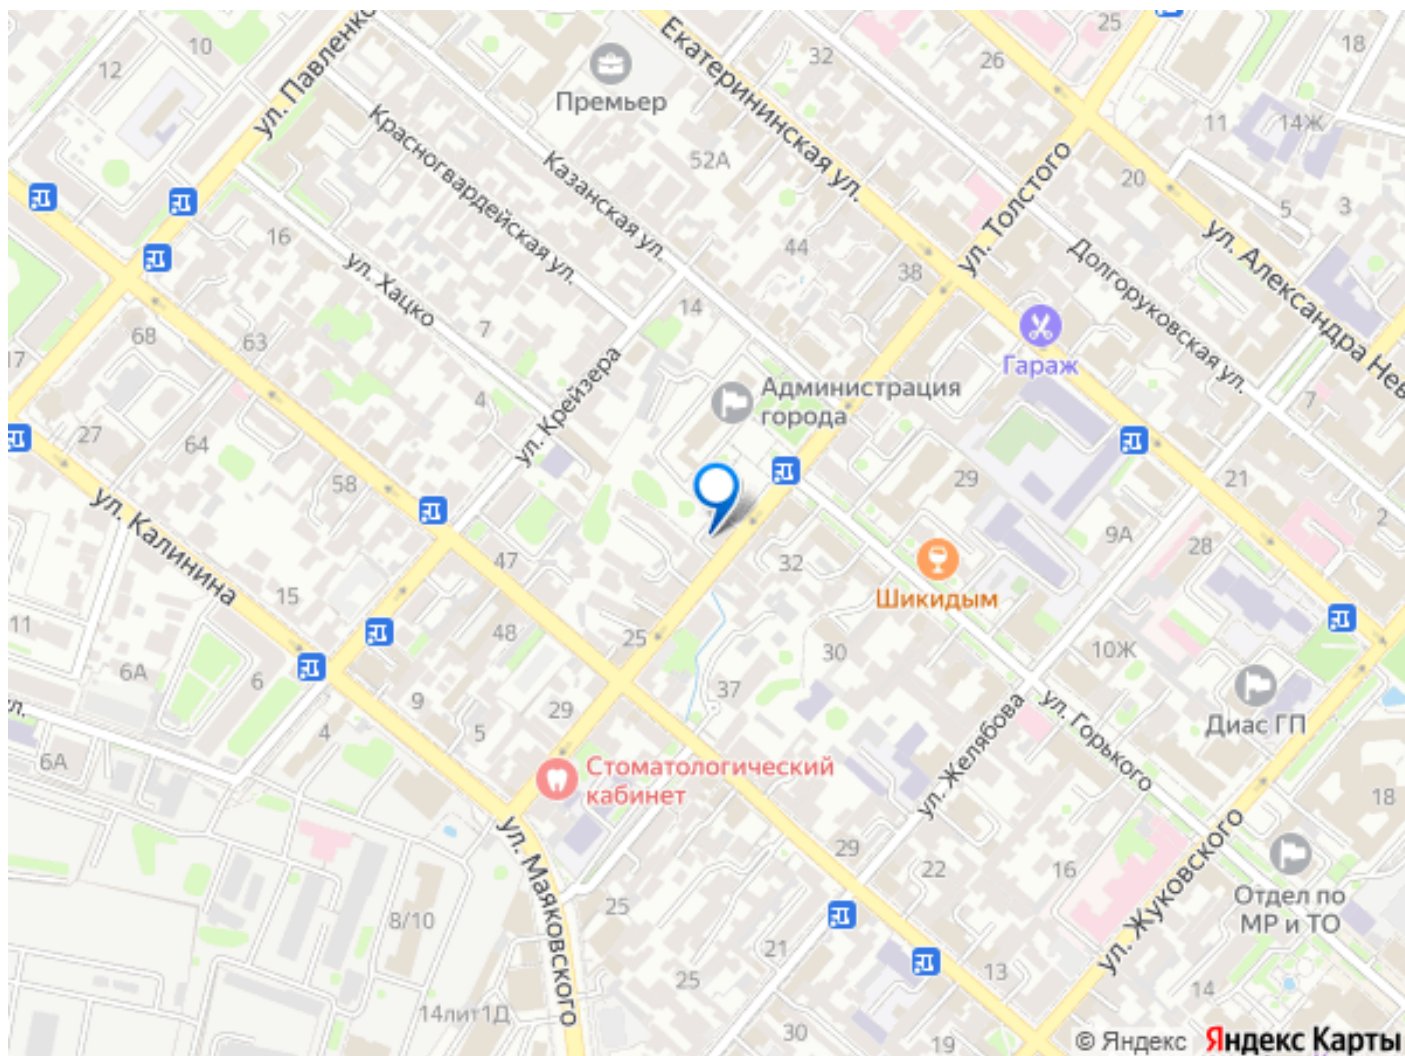 25
18
10
12
ул. Павленко
Премьер
Екатерининская ул.
32
26
11
14Ж
Красногвардейская ул.
Казанская ул.
52А
ул. Толстого
20
5
3
16
44
38
ул. Александра Нев
ул. Хацко
14
Долгоруковская ул.
68
63
7
17
Гараж
ул. Крейзера
4
Администрация
города
7
27
64
58
29
21
2
ул. Калинина
9А
28
47
32
Шикидым
15
11
48
25
30
10Ж
6А
6
9
37
ул.
29
5
4
ул. Желябова
ул. Горького
Диас ГП
6А
Стоматологический
кабинет
18
ул. Маяковского
29
22
16
ул. Жуковского
8/10
25
Отдел по
МР и ТО
21
25
13
14
14лит1Д
30
19
© Яндекс Яндекс Карты